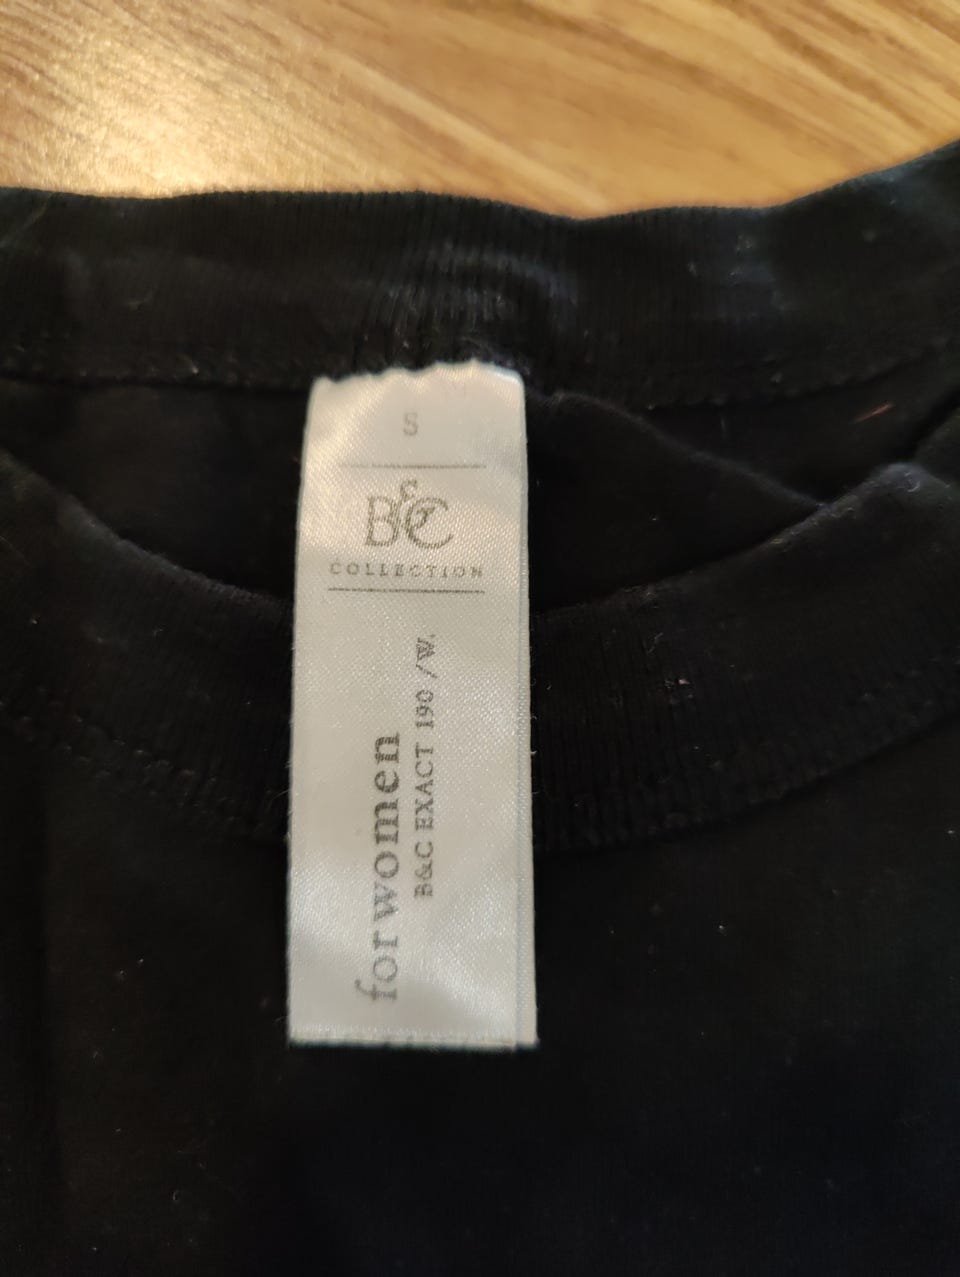 S
B&C
COLLECTION
for women
B&C EXACT 190 /W.